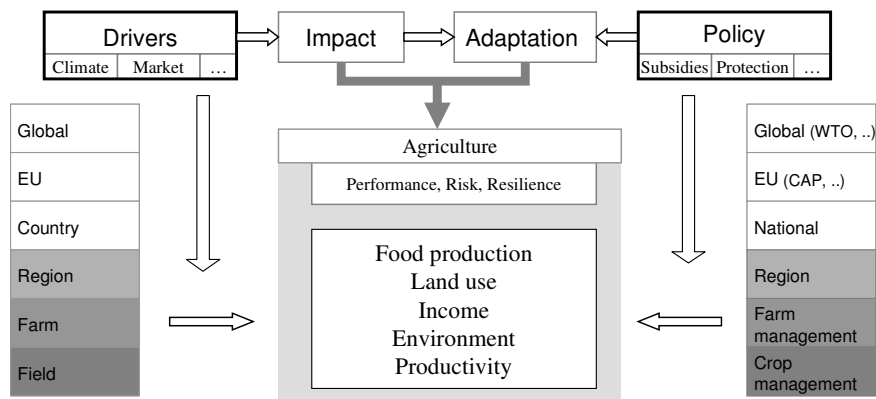 Drivers
Climate Market ...
Impact
Adaptation
Policy
Subsidies Protection ...
Global
EU
Country
Region
Farm
Field
Agriculture
Performance, Risk, Resilience
Food production
Land use
Income
Environment
Productivity
Global (WTO, ..)
EU (CAP, ..)
National
Region
Farm
management
Crop
management